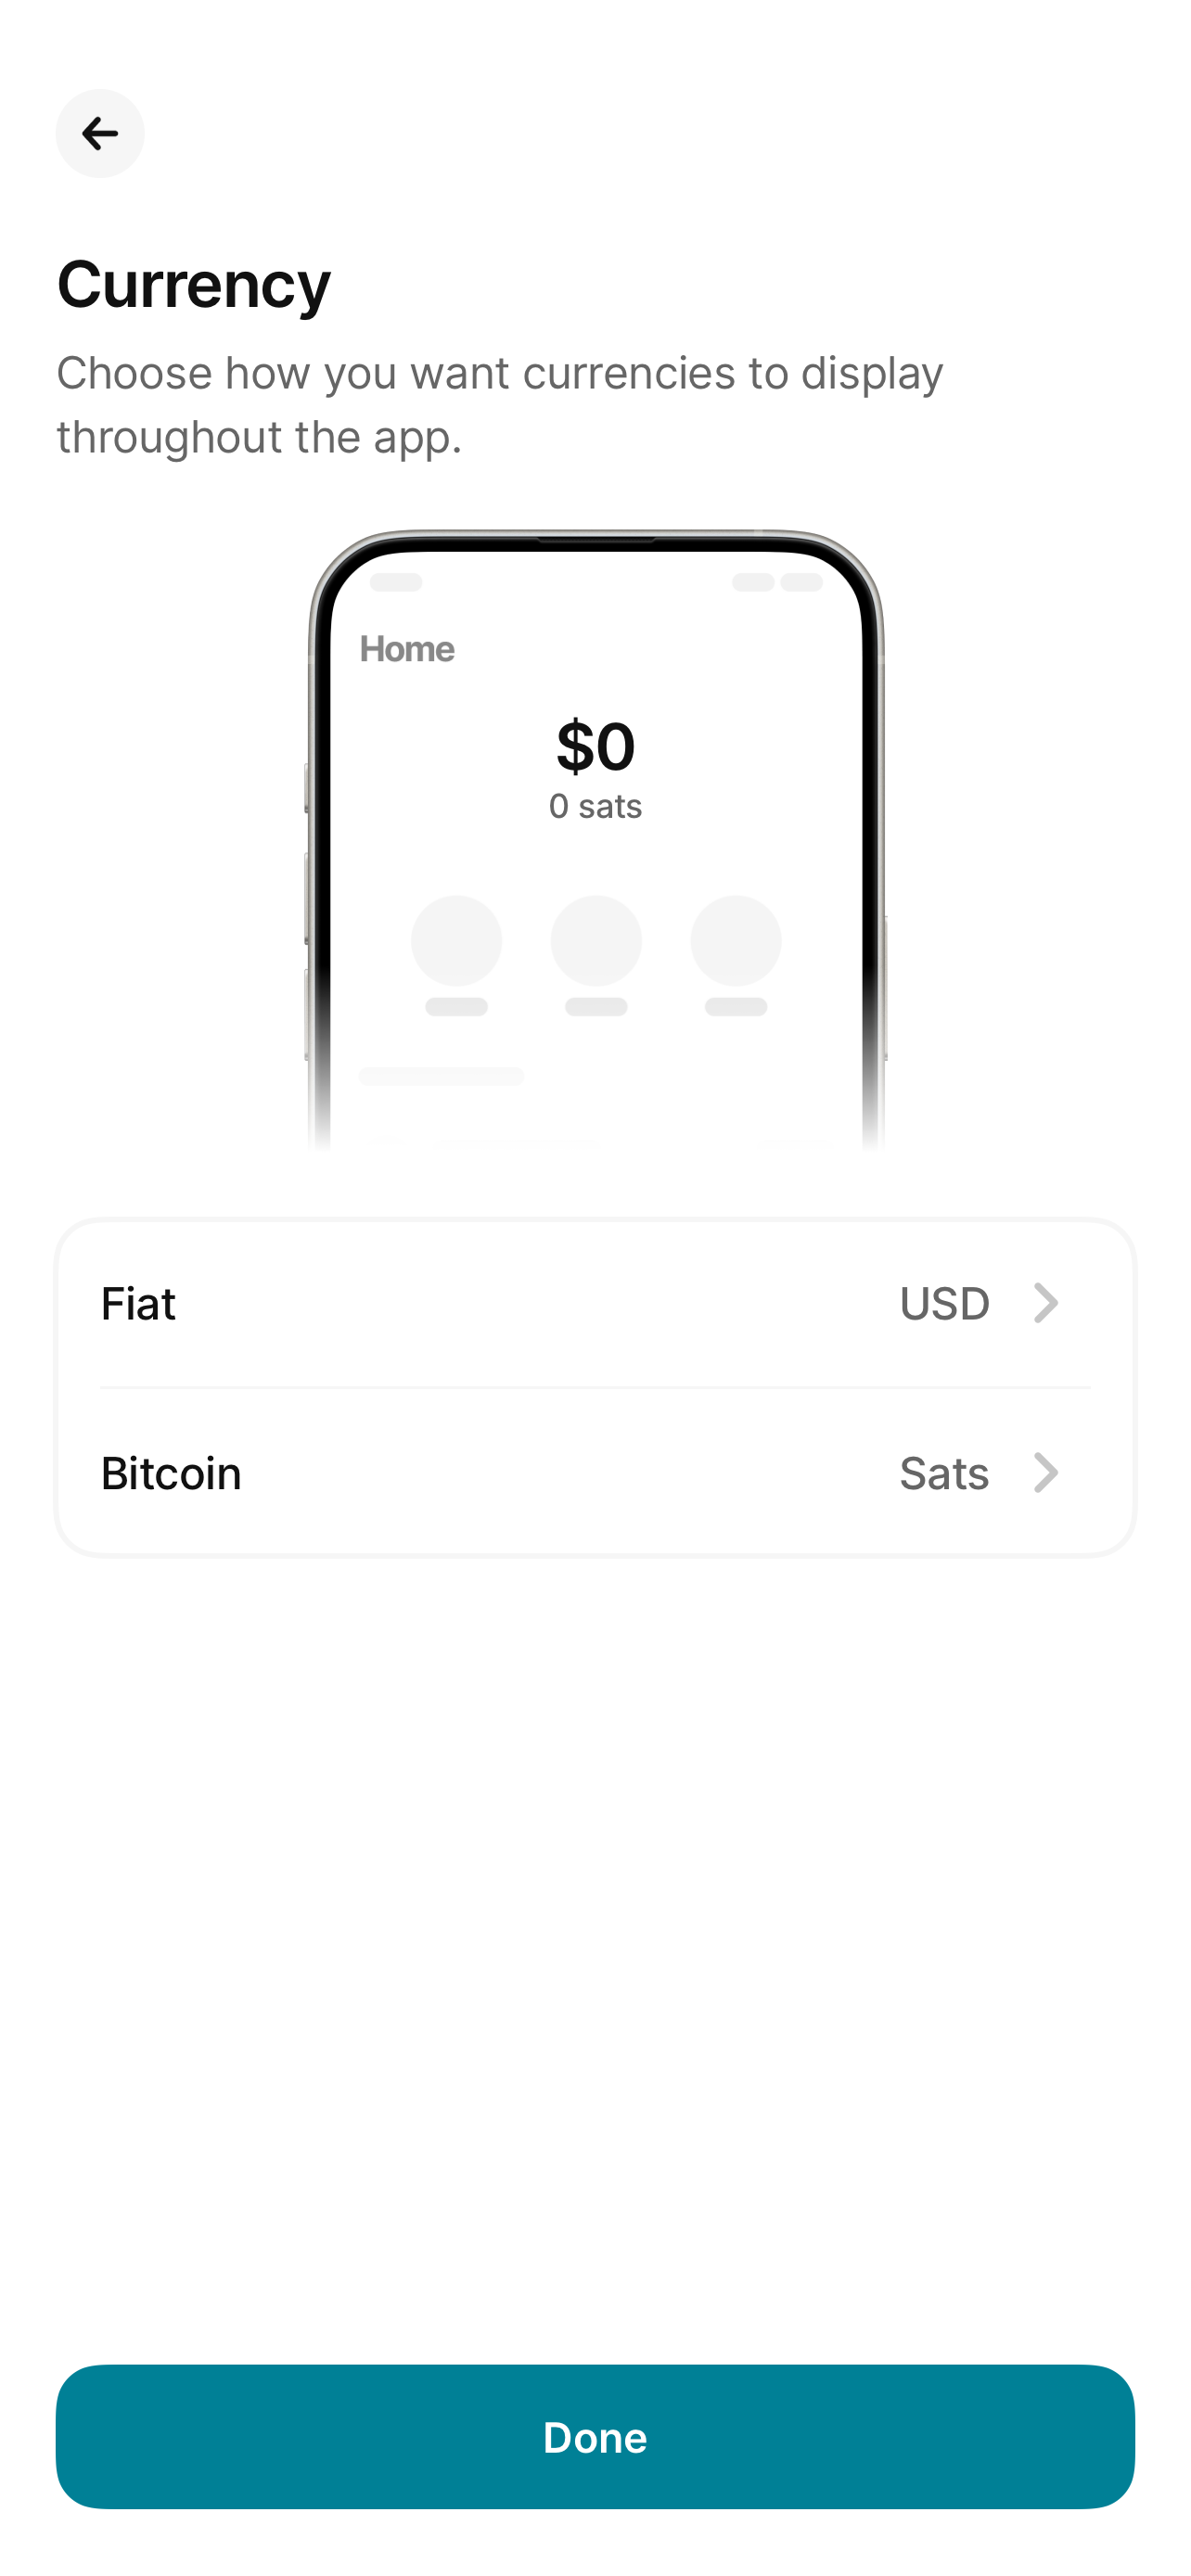 Currency
Choose how you want currencies to display
throughout the app.
Home
$0
0 sats
Fiat
USD
Bitcoin
Sats
Done